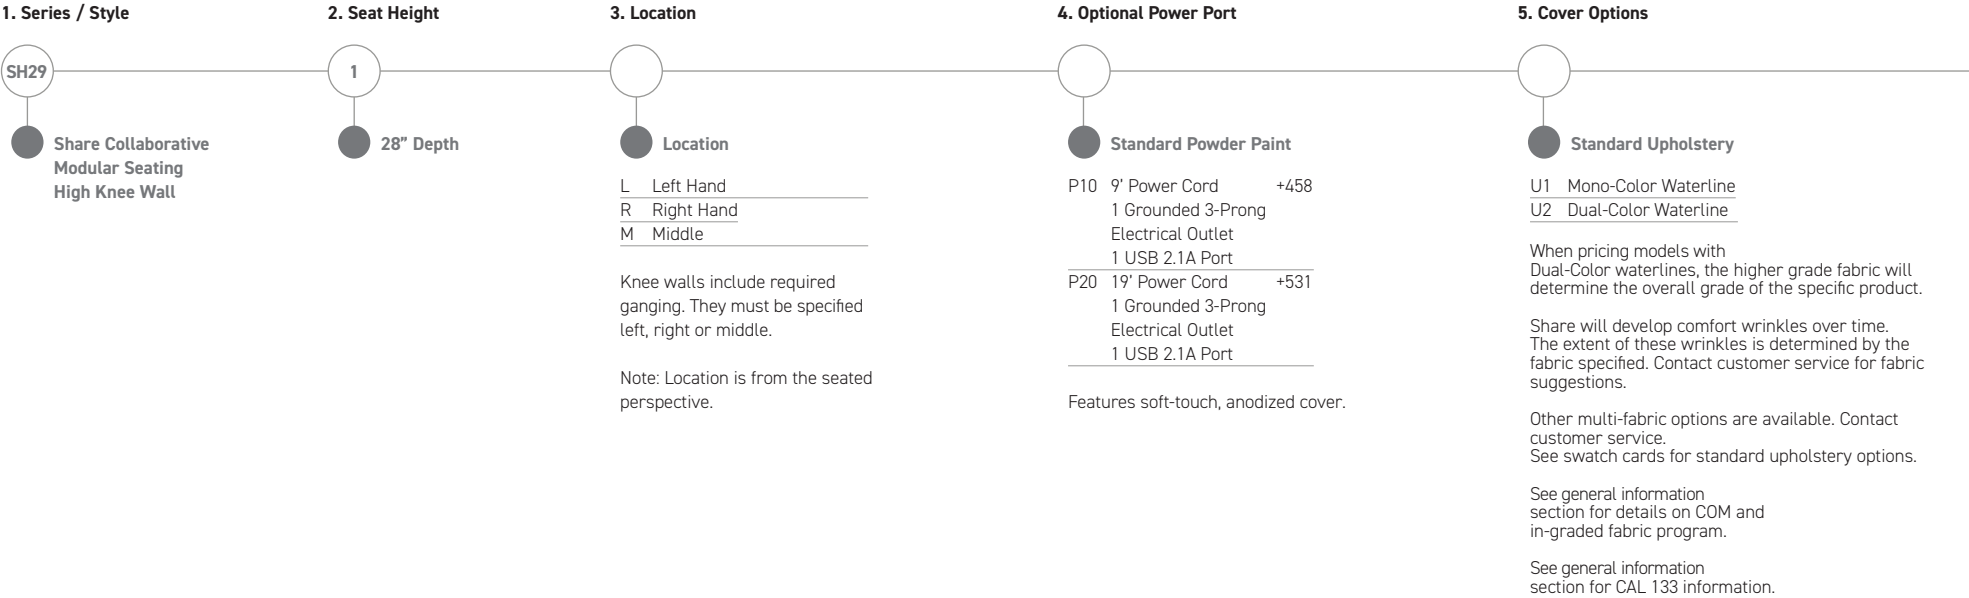 1. Series / Style
SH29
Share Collaborative
Modular Seating
High Knee Wall
2. Seat Height
1
28” Depth
3. Location
Location
L Left Hand
R Right Hand
M Middle
Knee walls include required
ganging. They must be specified
left, right or middle.
Note: Location is from the seated
perspective.
4. Optional Power Port
Standard Powder Paint
P10 9’ Power Cord +458
1 Grounded 3-Prong
Electrical Outlet
1 USB 2.1A Port
P20 19’ Power Cord +531
1 Grounded 3-Prong
Electrical Outlet
1 USB 2.1A Port
Features soft-touch, anodized cover.
5. Cover Options
Standard Upholstery
U1 Mono-Color Waterline
U2 Dual-Color Waterline
When pricing models with
Dual-Color waterlines, the higher grade fabric will
determine the overall grade of the specific product.
Share will develop comfort wrinkles over time.
The extent of these wrinkles is determined by the
fabric specified. Contact customer service for fabric
suggestions.
Other multi-fabric options are available. Contact
customer service.
See swatch cards for standard upholstery options.
See general information
section for details on COM and
in-graded fabric program.
See general information
section for CAL 133 information.